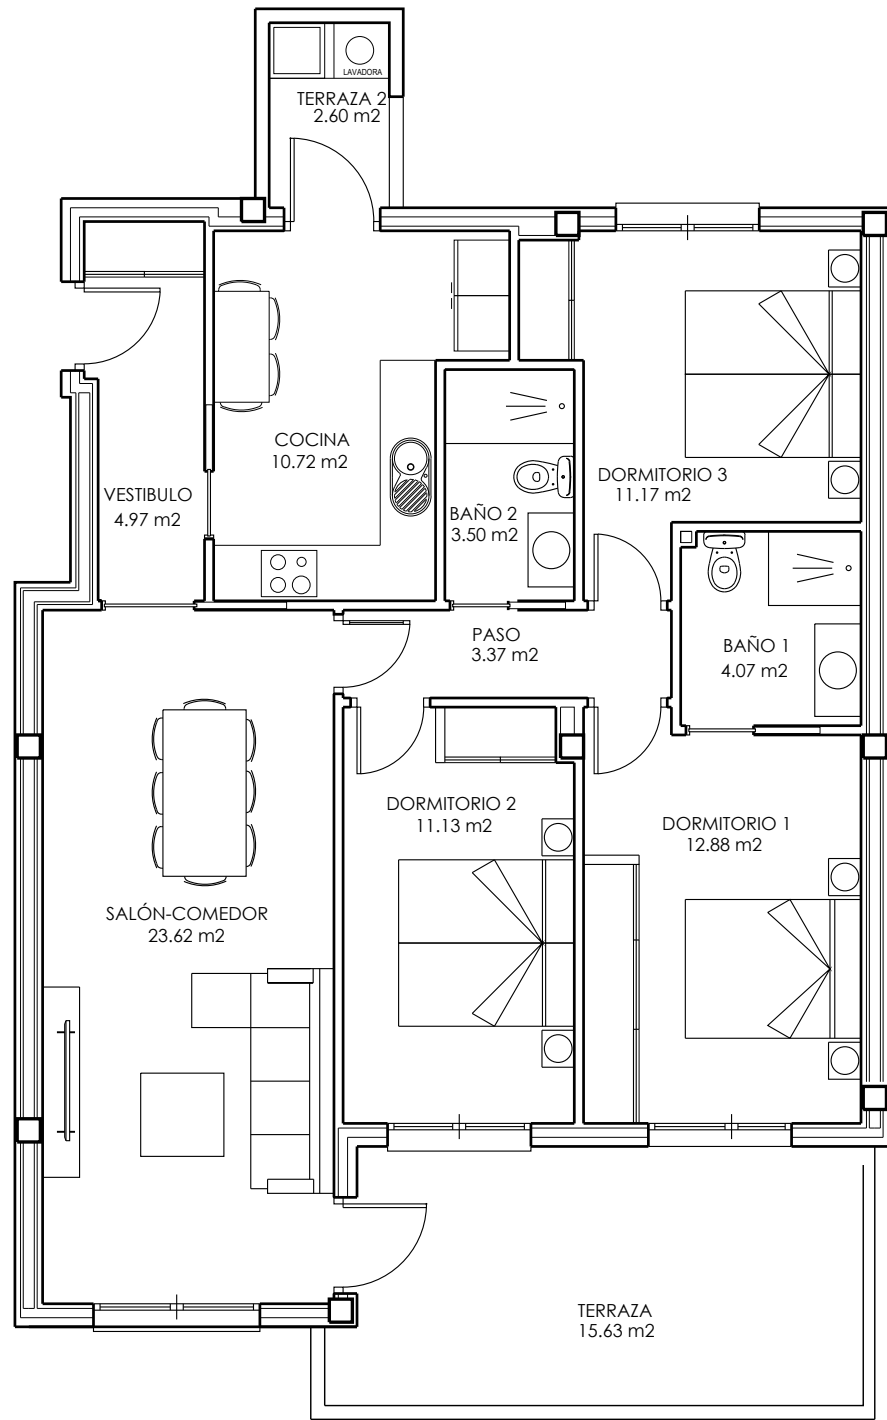 LAVADORA
TERRAZA 2
2.60 m2
COCINA
10.72 m2
VESTIBULO
4.97 m2
BAÑO 2
3.50 m2
DORMITORIO 3
11.17 m2
PASO
3.37 m2
BAÑO 1
4.07 m2
DORMITORIO 2
11.13 m2
DORMITORIO 1
12.88 m2
SALÓN-COMEDOR
23.62 m2
TERRAZA
15.63 m2